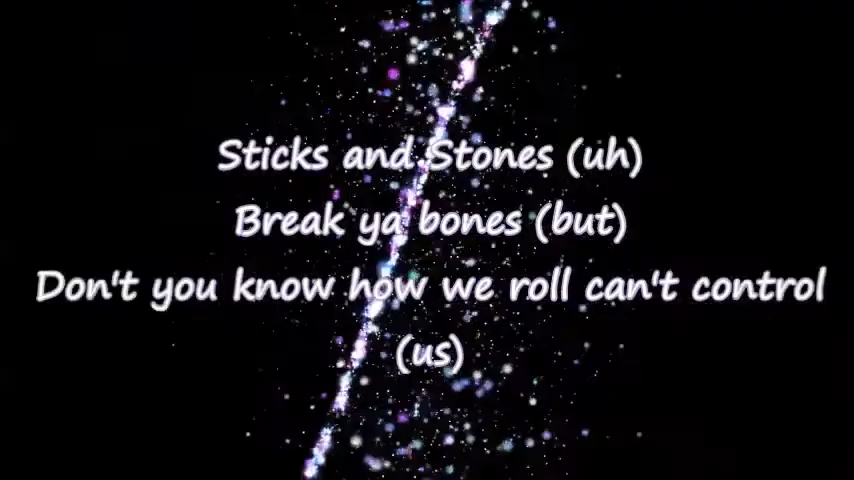 Sticks and Stones (uh)
Break ya bones (but)
Don't you know how we roll can't control
(us)